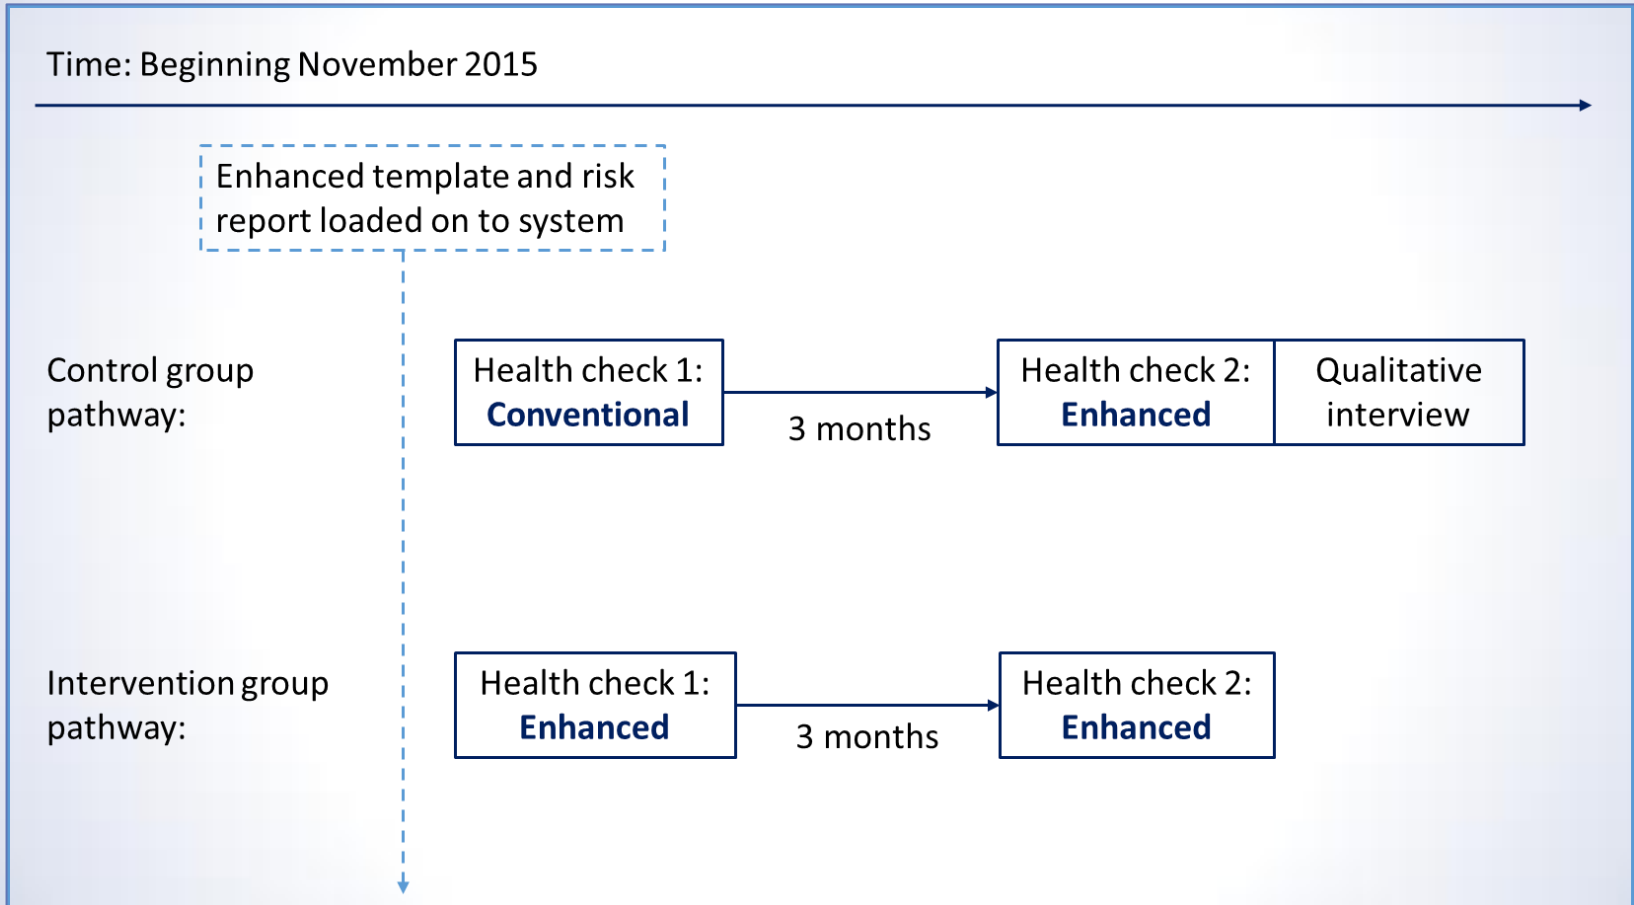 Time: Beginning November 2015
Enhanced template and risk
report loaded on to system
Control group
pathway:
Health check 1:
Conventional
3 months
Health check 2:
Enhanced
Qualitative
interview
Intervention group
pathway:
Health check 1:
Enhanced
3 months
Health check 2:
Enhanced